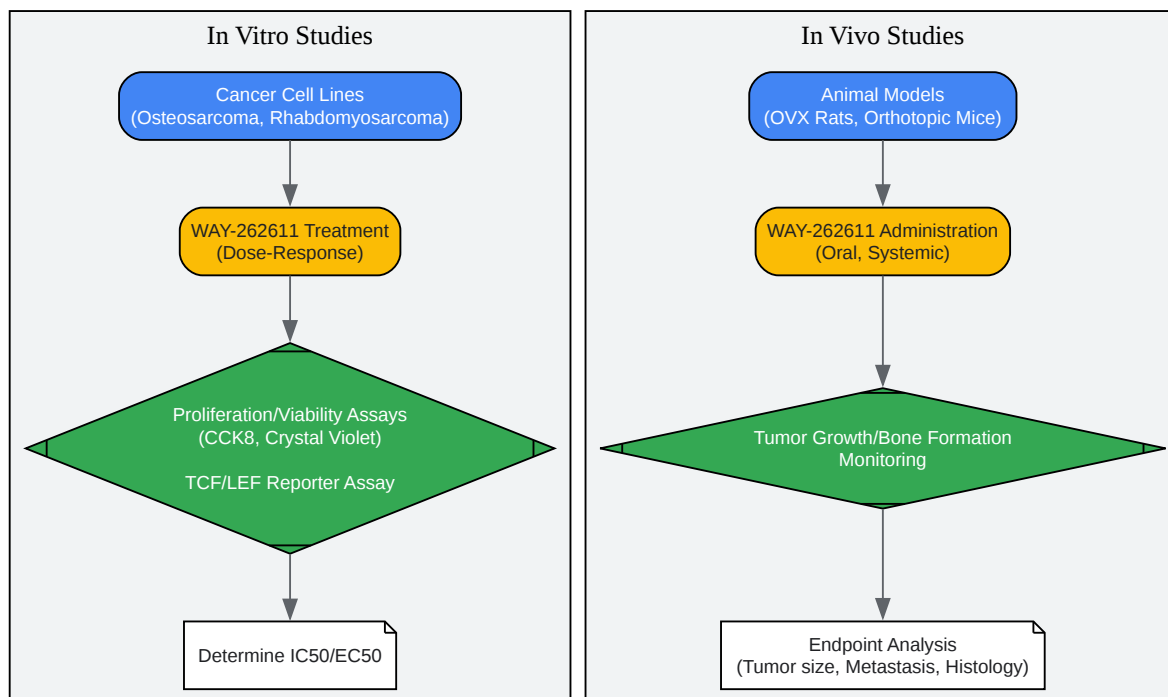 In Vitro Studies
Cancer Cell Lines
(Osteosarcoma, Rhabdomyosarcoma)
WAY-262611 Treatment
(Dose-Response)
Proliferation/Viability Assays
(CCK8, Crystal Violet)
TCF/LEF Reporter Assay
Determine IC50/EC50
In Vivo Studies
Animal Models
(OVX Rats, Orthotopic Mice)
WAY-262611 Administration
(Oral, Systemic)
Tumor Growth/Bone Formation
Monitoring
Endpoint Analysis
(Tumor size, Metastasis, Histology)